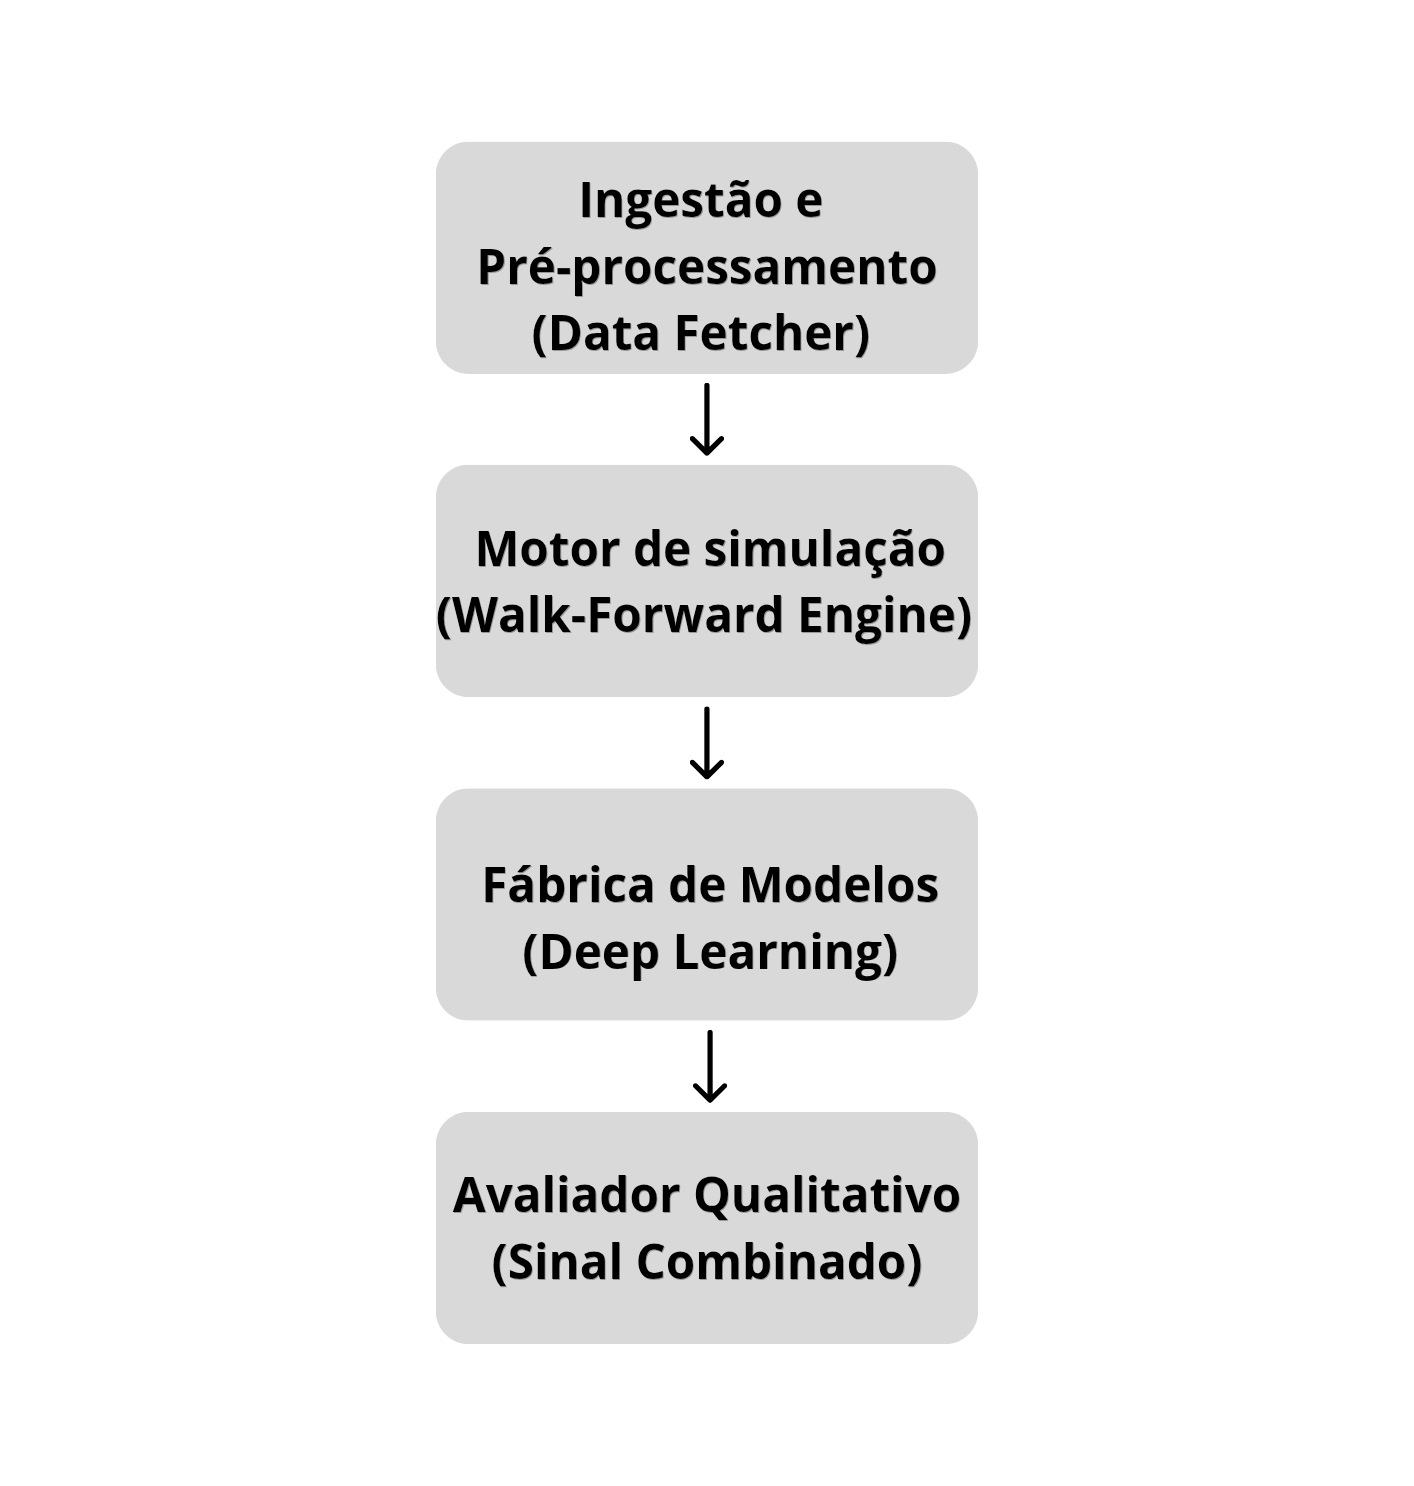 Ingestão e
Pré-processamento
(Data Fetcher)
Motor de simulação
(Walk-Forward Engine)
Fábrica de Modelos
(Deep Learning)
Avaliador Qualitativo
(Sinal Combinado)